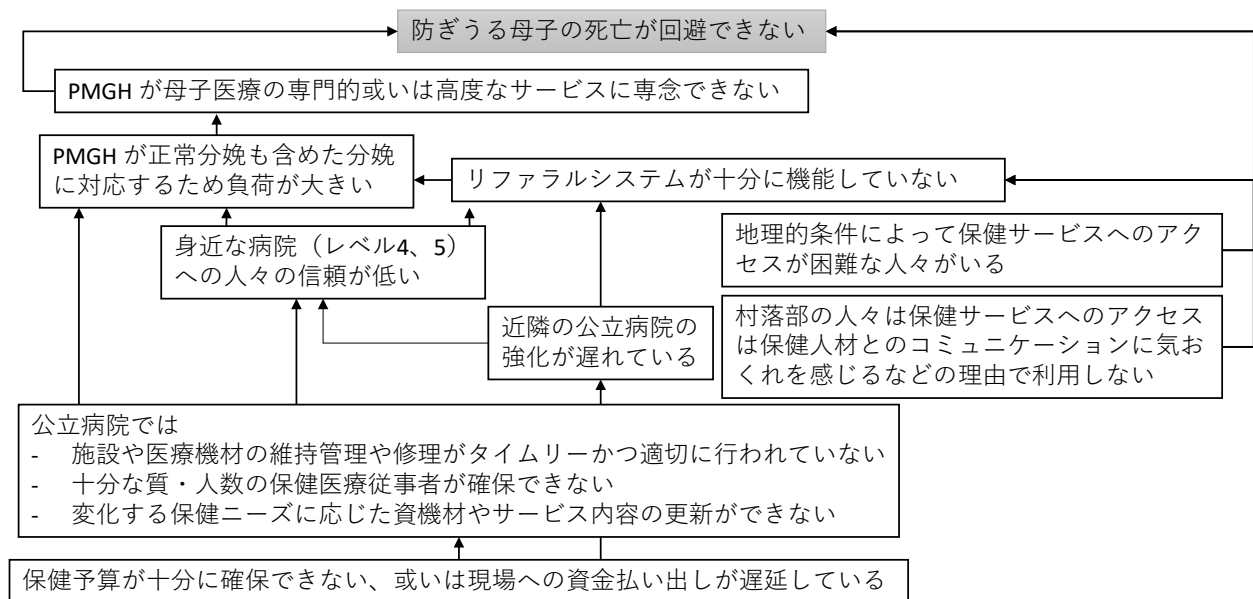 防ぎうる母子の死亡が回避できない
PMGH が母子医療の専門的或いは高度なサービスに専念できない
PMGH が正常分娩も含めた分娩
に対応するため負荷が大きい
リファラルシステムが十分に機能していない
身近な病院（レベル4、5）
への人々の信頼が低い
地理的条件によって保健サービスへのアク
セスが困難な人々がいる
近隣の公立病院の
強化が遅れている
村落部の人々は保健サービスへのアクセス
は保健人材とのコミュニケーションに気お
くれを感じるなどの理由で利用しない
公立病院では
- 施設や医療機材の維持管理や修理がタイムリーかつ適切に行われていない
- 十分な質・人数の保健医療従事者が確保できない
- 変化する保健ニーズに応じた資機材やサービス内容の更新ができない
保健予算が十分に確保できない、或いは現場への資金払い出しが遅延している